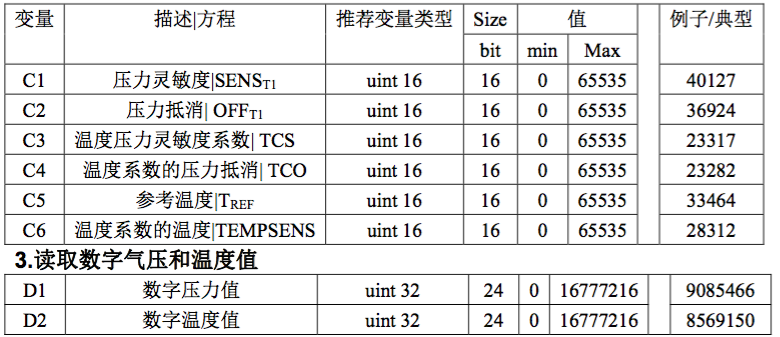 变量 描述|方程 推荐变量类型 Size 值 例子/典型
bit min Max
C1 压力灵敏度|SENST1 uint 16 16 0 65535 40127
C2 压力抵消| OFFT1 uint 16 16 0 65535 36924
C3 温度压力灵敏度系数| TCS uint 16 16 0 65535 23317
C4 温度系数的压力抵消| TCO uint 16 16 0 65535 23282
C5 参考温度|TREF uint 16 16 0 65535 33464
C6 温度系数的温度|TEMPSENS uint 16 16 0 65535 28312
3.读取数字气压和温度值
D1 数字压力值 uint 32 24 0 16777216 9085466
D2 数字温度值 uint 32 24 0 16777216 8569150